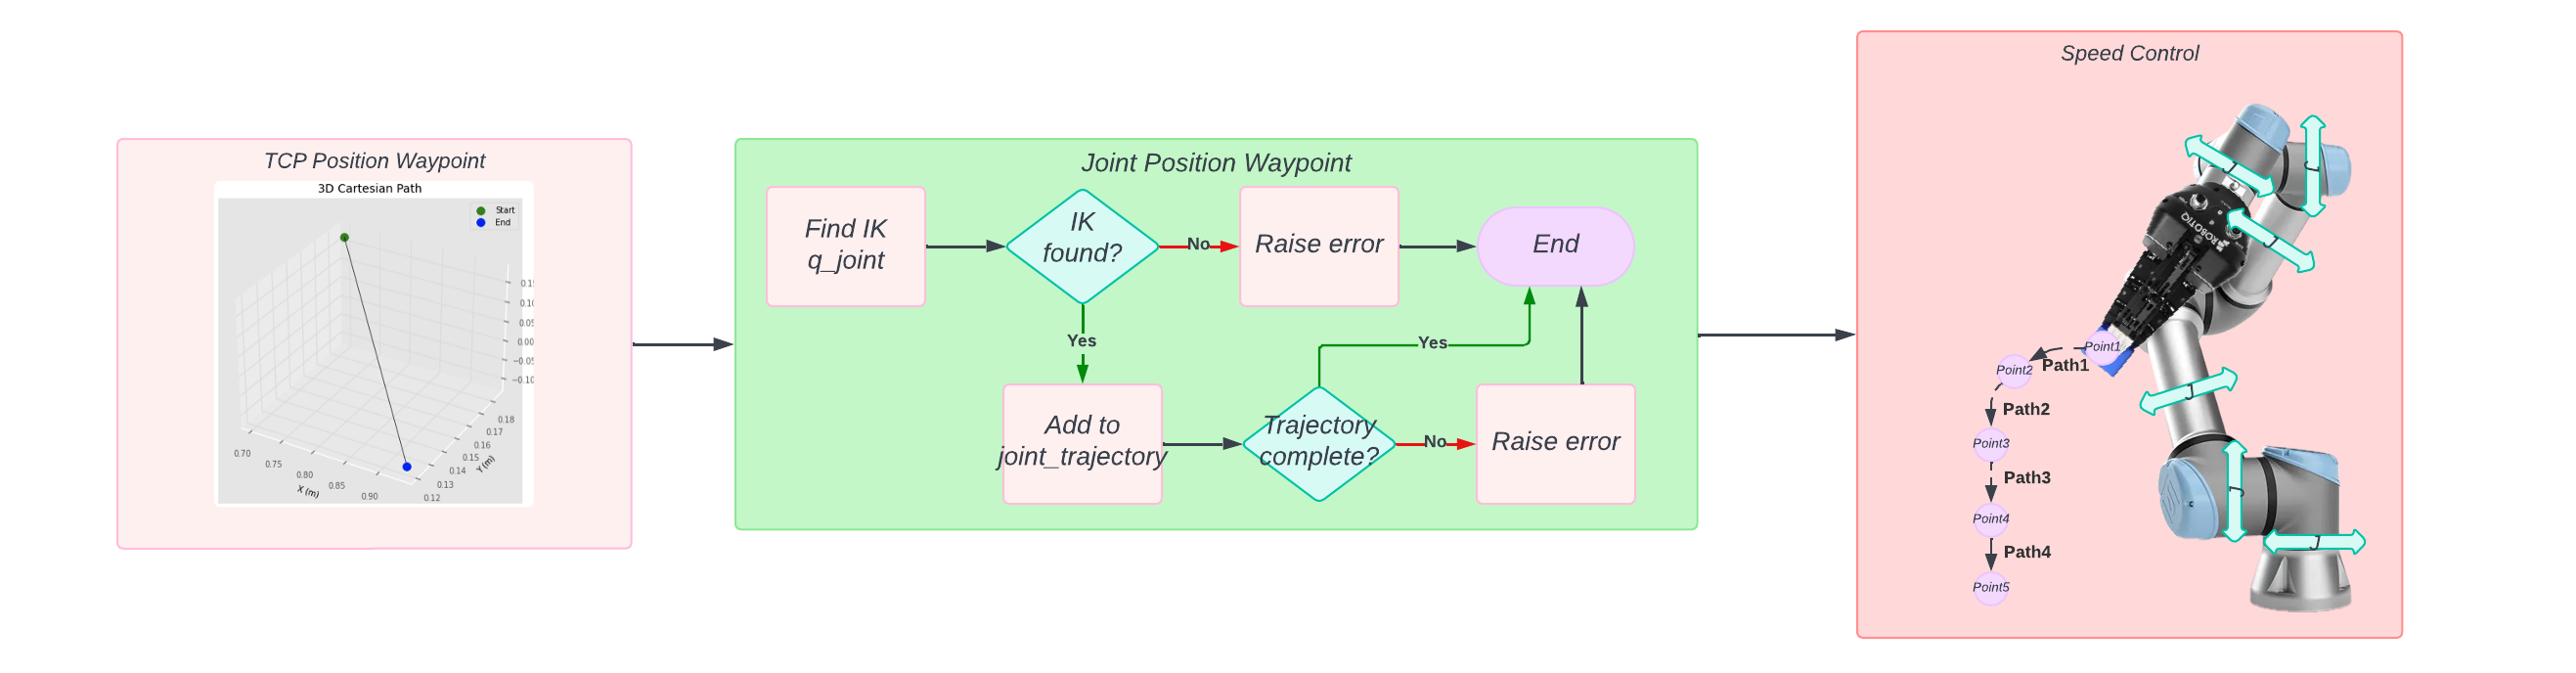 TCP Position Waypoint
3D Cartesian Path
Start
End
0.10
0.05
0.00
−0.05
−0.10
0.18
0.17
0.16
0.15
0.14
0.13
0.12
Y (m)
0.70
0.75
0.80
0.85
0.90
X (m)
Joint Position Waypoint
Find IK
q_joint
IK
found?
No
Raise error
End
Yes
Add to
joint_trajectory
Trajectory
complete?
Yes
No
Raise error
Speed Control
J
J
J
J
J
J
ROBOTIQ
Point1
Path1
Point2
Path2
Point3
Path3
Point4
Path4
Point5